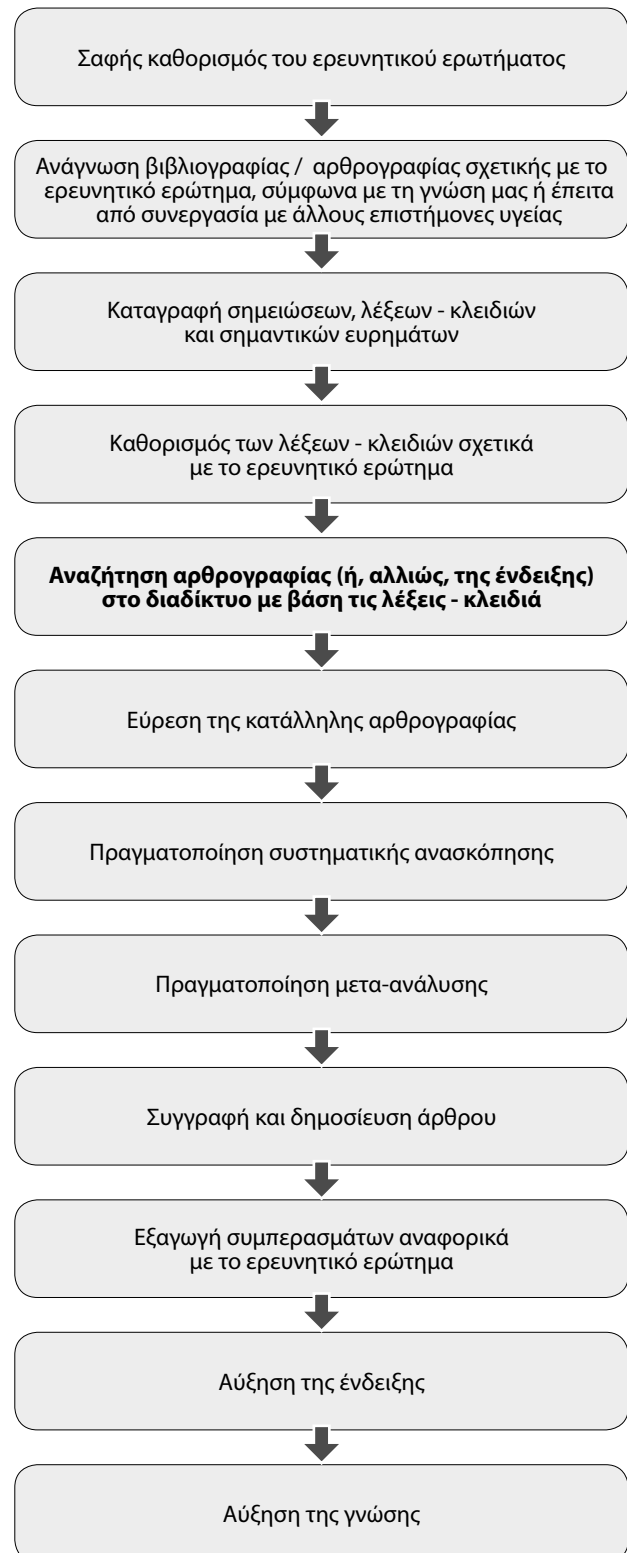 Σαφής καθορισμός του ερευνητικού ερωτήματος
Ανάγνωση βιβλιογραφίας / αρθρογραφίας σχετικής με το
ερευνητικό ερώτημα, σύμφωνα με τη γνώση μας ή έπειτα
από συνεργασία με άλλους επιστήμονες υγείας
Καταγραφή σημειώσεων, λέξεων - κλειδιών
και σημαντικών ευρημάτων
Καθορισμός των λέξεων - κλειδιών σχετικά
με το ερευνητικό ερώτημα
Αναζήτηση αρθρογραφίας (ή, αλλιώς, της ένδειξης)
στο διαδίκτυο με βάση τις λέξεις - κλειδιά
Εύρεση της κατάλληλης αρθρογραφίας
Πραγματοποίηση συστηματικής ανασκόπησης
Πραγματοποίηση μετα-ανάλυσης
Συγγραφή και δημοσίευση άρθρου
Εξαγωγή συμπερασμάτων αναφορικά
με το ερευνητικό ερώτημα
Αύξηση της ένδειξης
Αύξηση της γνώσης